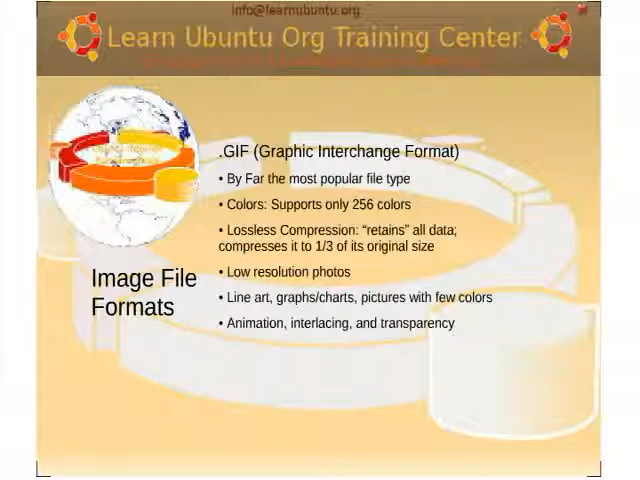 info@learnubuntu.org
Learn Ubuntu Org Training Center
.GIF (Graphic Interchange Format)
• By Far the most popular file type
• Colors: Supports only 256 colors
• Lossless Compression: “retains” all data;
compresses it to 1/3 of its original size
• Low resolution photos
• Line art, graphs/charts, pictures with few colors
• Animation, interlacing, and transparency
Image File
Formats